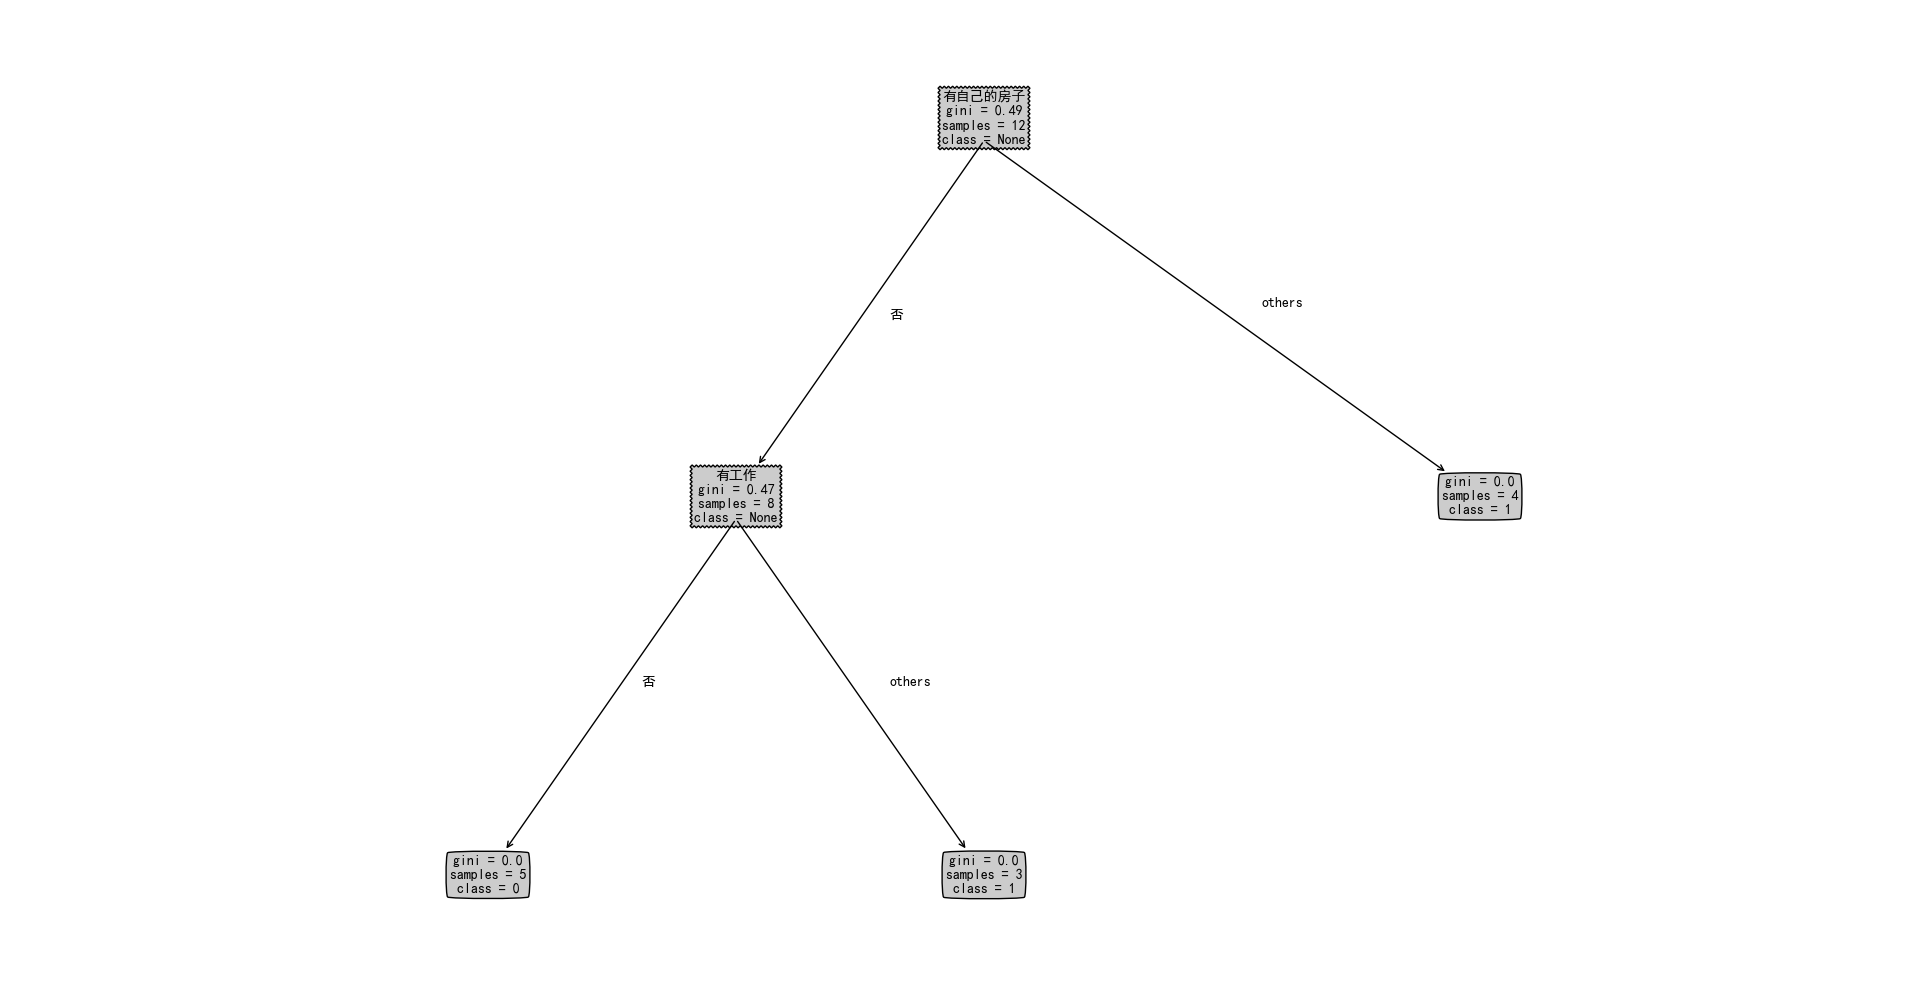 有自己的房子
gini = 0.49
samples = 12
class = None
否
others
有工作
gini = 0.47
samples = 8
class = None
gini = 0.0
samples = 4
class = 1
否
others
gini = 0.0
samples = 5
class = 0
gini = 0.0
samples = 3
class = 1